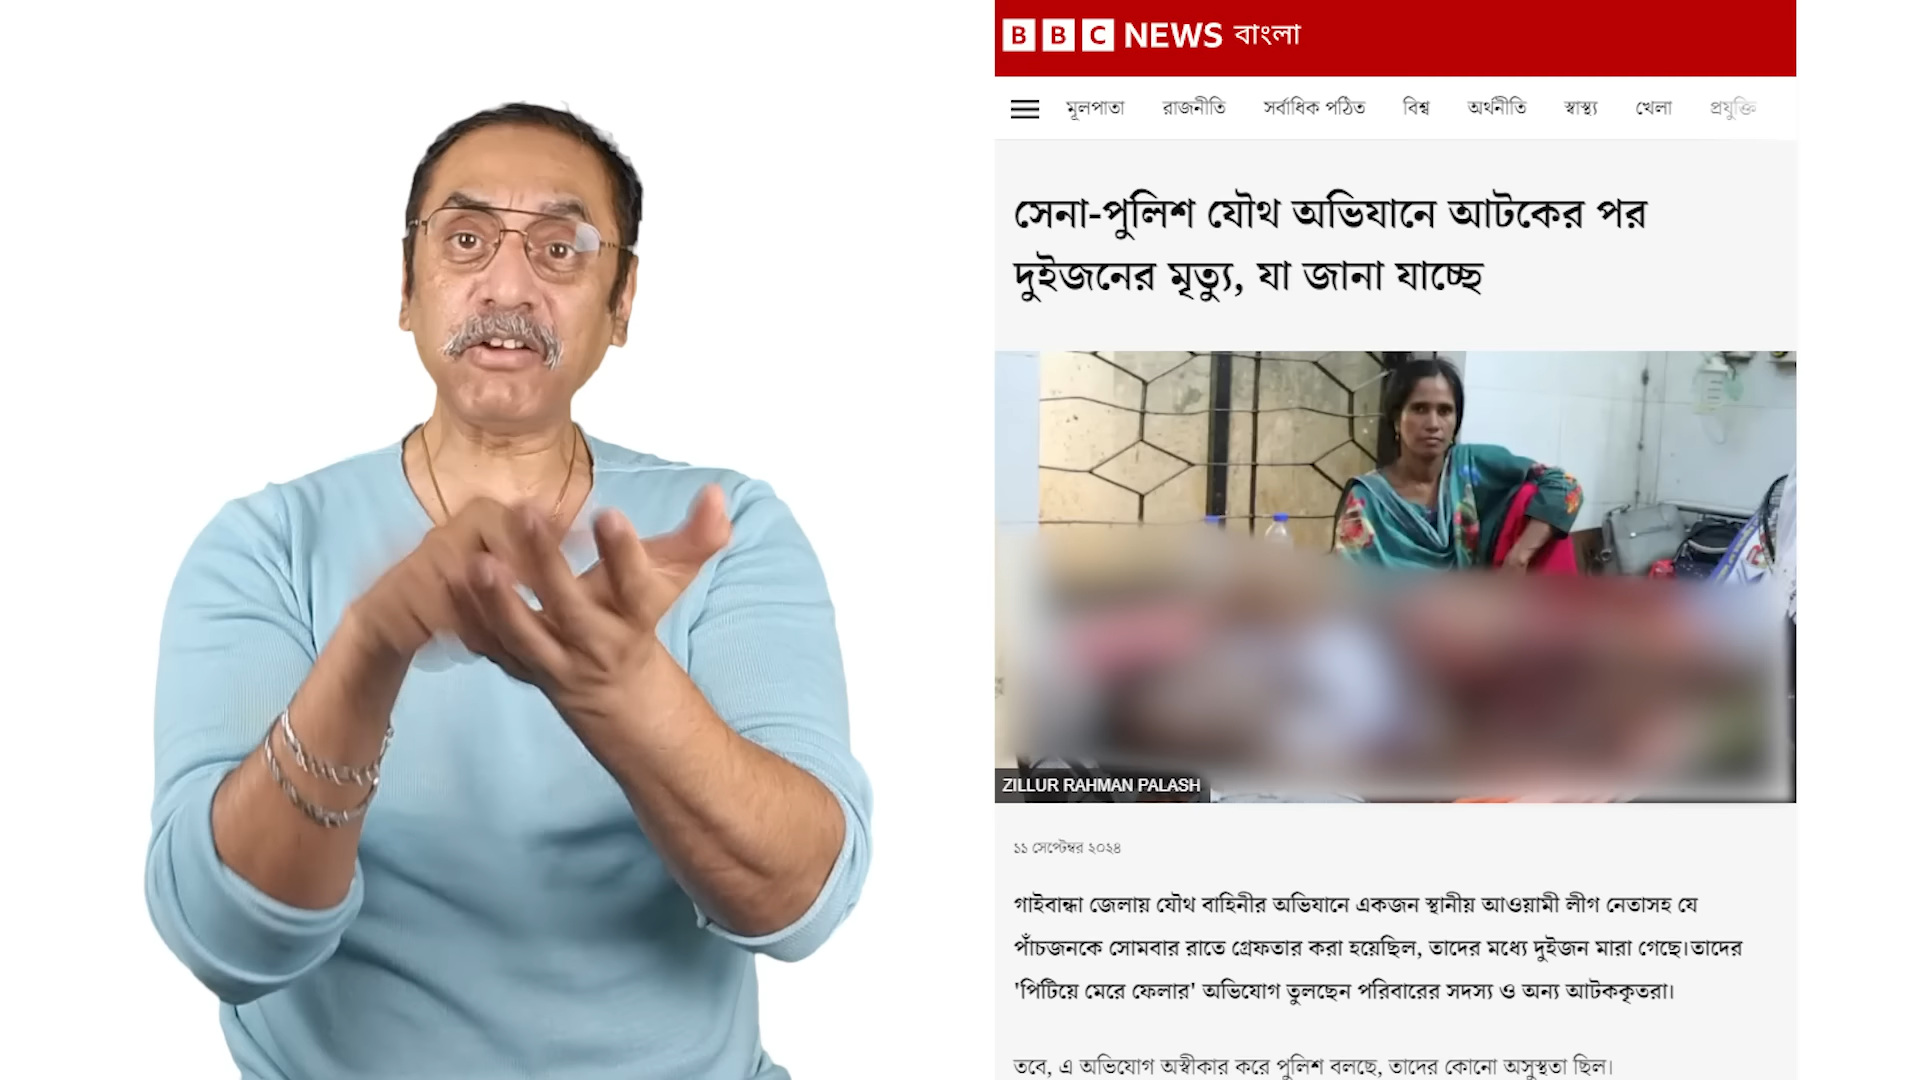 BBC NEWS বাংলা
মূলপাতা রাজনীতি সর্বাধিক পঠিত বিশ্ব অর্থনীতি স্বাস্থ্য খেলা প্রযুক্তি
সেনা-পুলিশ যৌথ অভিযানে আটকের পর
দুইজনের মৃত্যু, যা জানা যাচ্ছে
ZILLUR RAHMAN PALASH
১১ সেপ্টেম্বর ২০২৪
গাইবান্ধা জেলায় যৌথ বাহিনীর অভিযানে একজন স্থানীয় আওয়ামী লীগ নেতাসহ যে
পাঁচজনকে সোমবার রাতে গ্রেফতার করা হয়েছিল, তাদের মধ্যে দুইজন মারা গেছে।তাদের
'পিটিয়ে মেরে ফেলার' অভিযোগ তুলছেন পরিবারের সদস্য ও অন্য আটককৃতরা।
তবে, এ অভিযোগ অস্বীকার করে পুলিশ বলছে, তাদের কোনো অসুস্থতা ছিল।